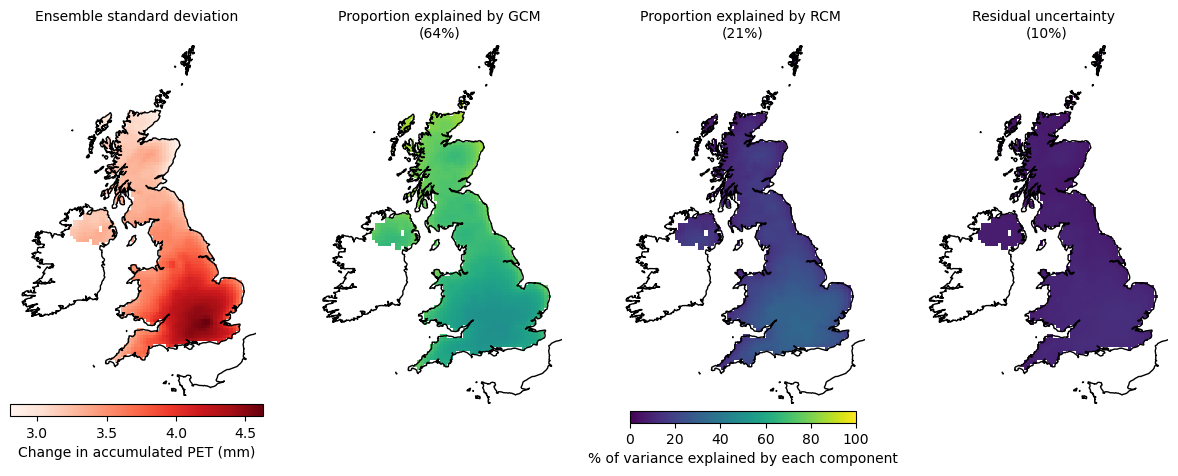 Ensemble standard deviation
Proportion explained by GCM
(64%)
Proportion explained by RCM
(21%)
Residual uncertainty
(10%)
3.0 3.5 4.0 4.5
Change in accumulated PET (mm)
0 20 40 60 80 100
% of variance explained by each component